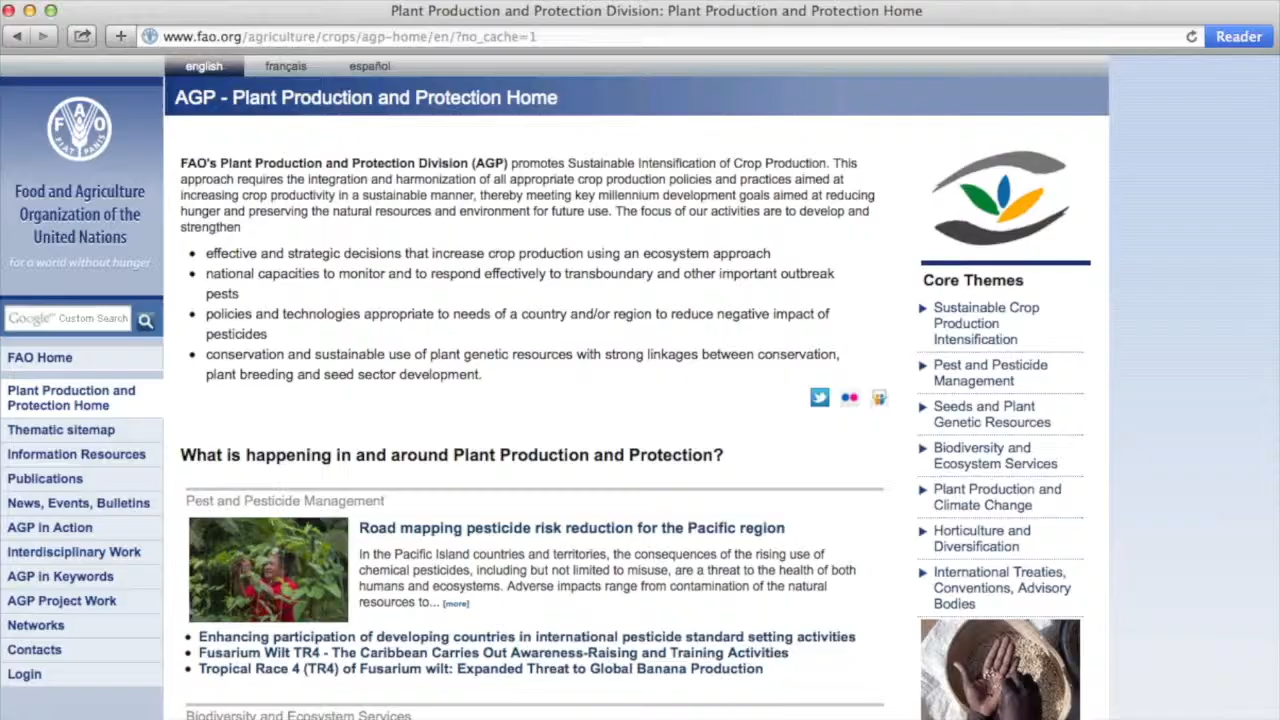 Plant Production and Protection Division: Plant Production and Protection Home
www.fao.org/agriculture/crops/agp-home/en/?no_cache=1
Reader
english français español
AGP - Plant Production and Protection Home
F A O
FIAT PANIS
Food and Agriculture
Organization of the
United Nations
for a world without hunger
Google™ Custom Search
FAO Home
Plant Production and
Protection Home
Thematic sitemap
Information Resources
Publications
News, Events, Bulletins
AGP in Action
Interdisciplinary Work
AGP in Keywords
AGP Project Work
Networks
Contacts
Login
FAO's Plant Production and Protection Division (AGP) promotes Sustainable Intensification of Crop Production. This
approach requires the integration and harmonization of all appropriate crop production policies and practices aimed at
increasing crop productivity in a sustainable manner, thereby meeting key millennium development goals aimed at reducing
hunger and preserving the natural resources and environment for future use. The focus of our activities are to develop and
strengthen
• effective and strategic decisions that increase crop production using an ecosystem approach
• national capacities to monitor and to respond effectively to transboundary and other important outbreak
pests
• policies and technologies appropriate to needs of a country and/or region to reduce negative impact of
pesticides
• conservation and sustainable use of plant genetic resources with strong linkages between conservation,
plant breeding and seed sector development.
What is happening in and around Plant Production and Protection?
Pest and Pesticide Management
Road mapping pesticide risk reduction for the Pacific region
In the Pacific Island countries and territories, the consequences of the rising use of
chemical pesticides, including but not limited to misuse, are a threat to the health of both
humans and ecosystems. Adverse impacts range from contamination of the natural
resources to... [more]
• Enhancing participation of developing countries in international pesticide standard setting activities
• Fusarium Wilt TR4 - The Caribbean Carries Out Awareness-Raising and Training Activities
• Tropical Race 4 (TR4) of Fusarium wilt: Expanded Threat to Global Banana Production
Biodiversity and Ecosystem Services
Core Themes
Sustainable Crop
Production
Intensification
Pest and Pesticide
Management
Seeds and Plant
Genetic Resources
Biodiversity and
Ecosystem Services
Plant Production and
Climate Change
Horticulture and
Diversification
International Treaties,
Conventions, Advisory
Bodies